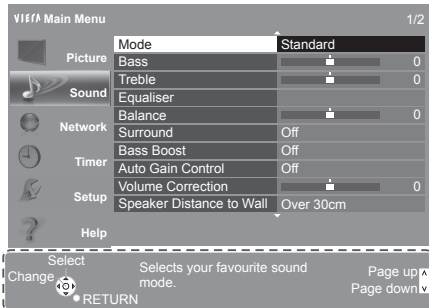 VIErA Main Menu 1/2
Picture
Sound
Network
Timer
Setup
Help
Mode Standard
Bass 0
Treble 0
Equaliser
Balance 0
Surround Off
Bass Boost Off
Auto Gain Control Off
Volume Correction 0
Speaker Distance to Wall Over 30cm
Select
Change
RETURN
Selects your favourite sound
mode.
Page up
Page down